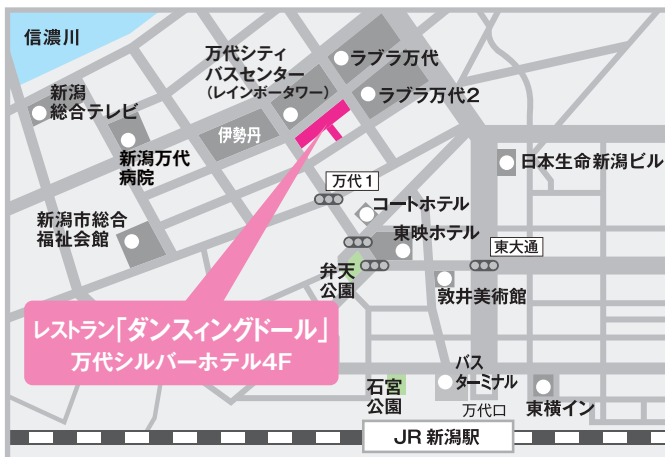 信濃川
新潟
総合テレビ
新潟万代
病院
新潟市総合
福祉会館
万代シティ
バスセンター
(レインボータワー)
伊勢丹
ラブラ万代
ラブラ万代2
日本生命新潟ビル
万代1
コートホテル
東映ホテル
東大通
弁天
公園
敦井美術館
レストラン「ダンスィングドール」
万代シルバーホテル4F
石宮
公園
バス
ターミナル
万代口
東横イン
JR 新潟駅